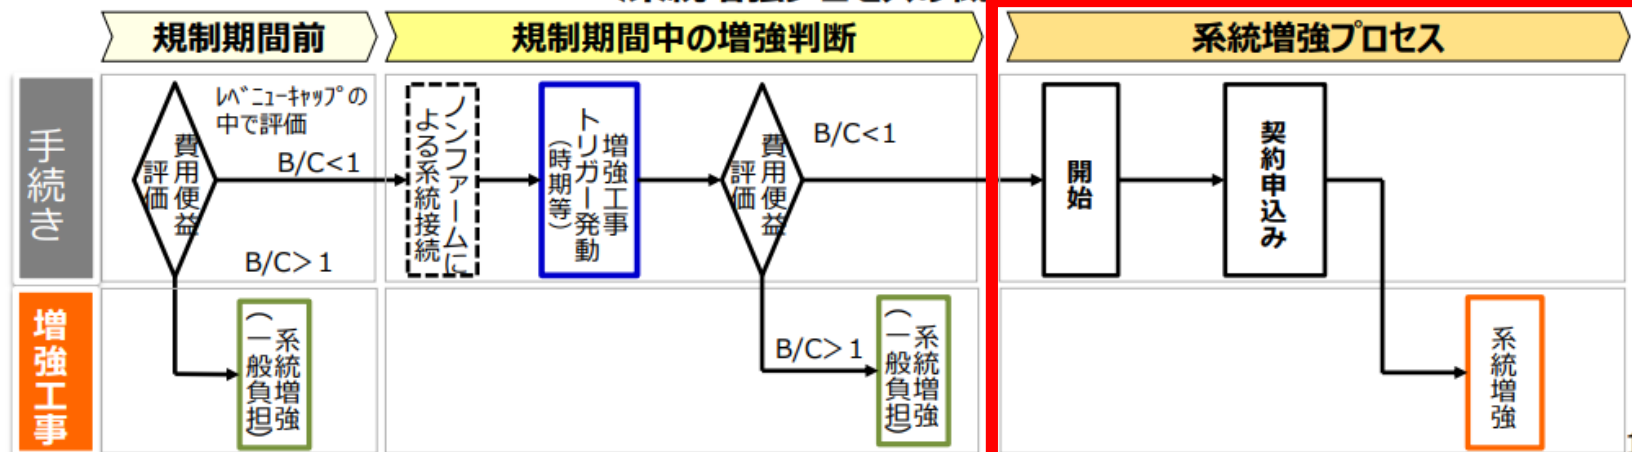 規制期間前
規制期間中の増強判断
系統増強プロセス
手続き
費用便益
評価
ﾚﾍﾞﾆｭｰｷｬｯﾌﾟの
中で評価
B/C<1
B/C>1
ノンファームに
よる系統接続
増強工事
トリガー発動
(時期等)
費用便益
評価
B/C<1
開始
契約申込み
増強工事
系統増強
(一般負担)
B/C>1
系統増強
(一般負担)
系統増強